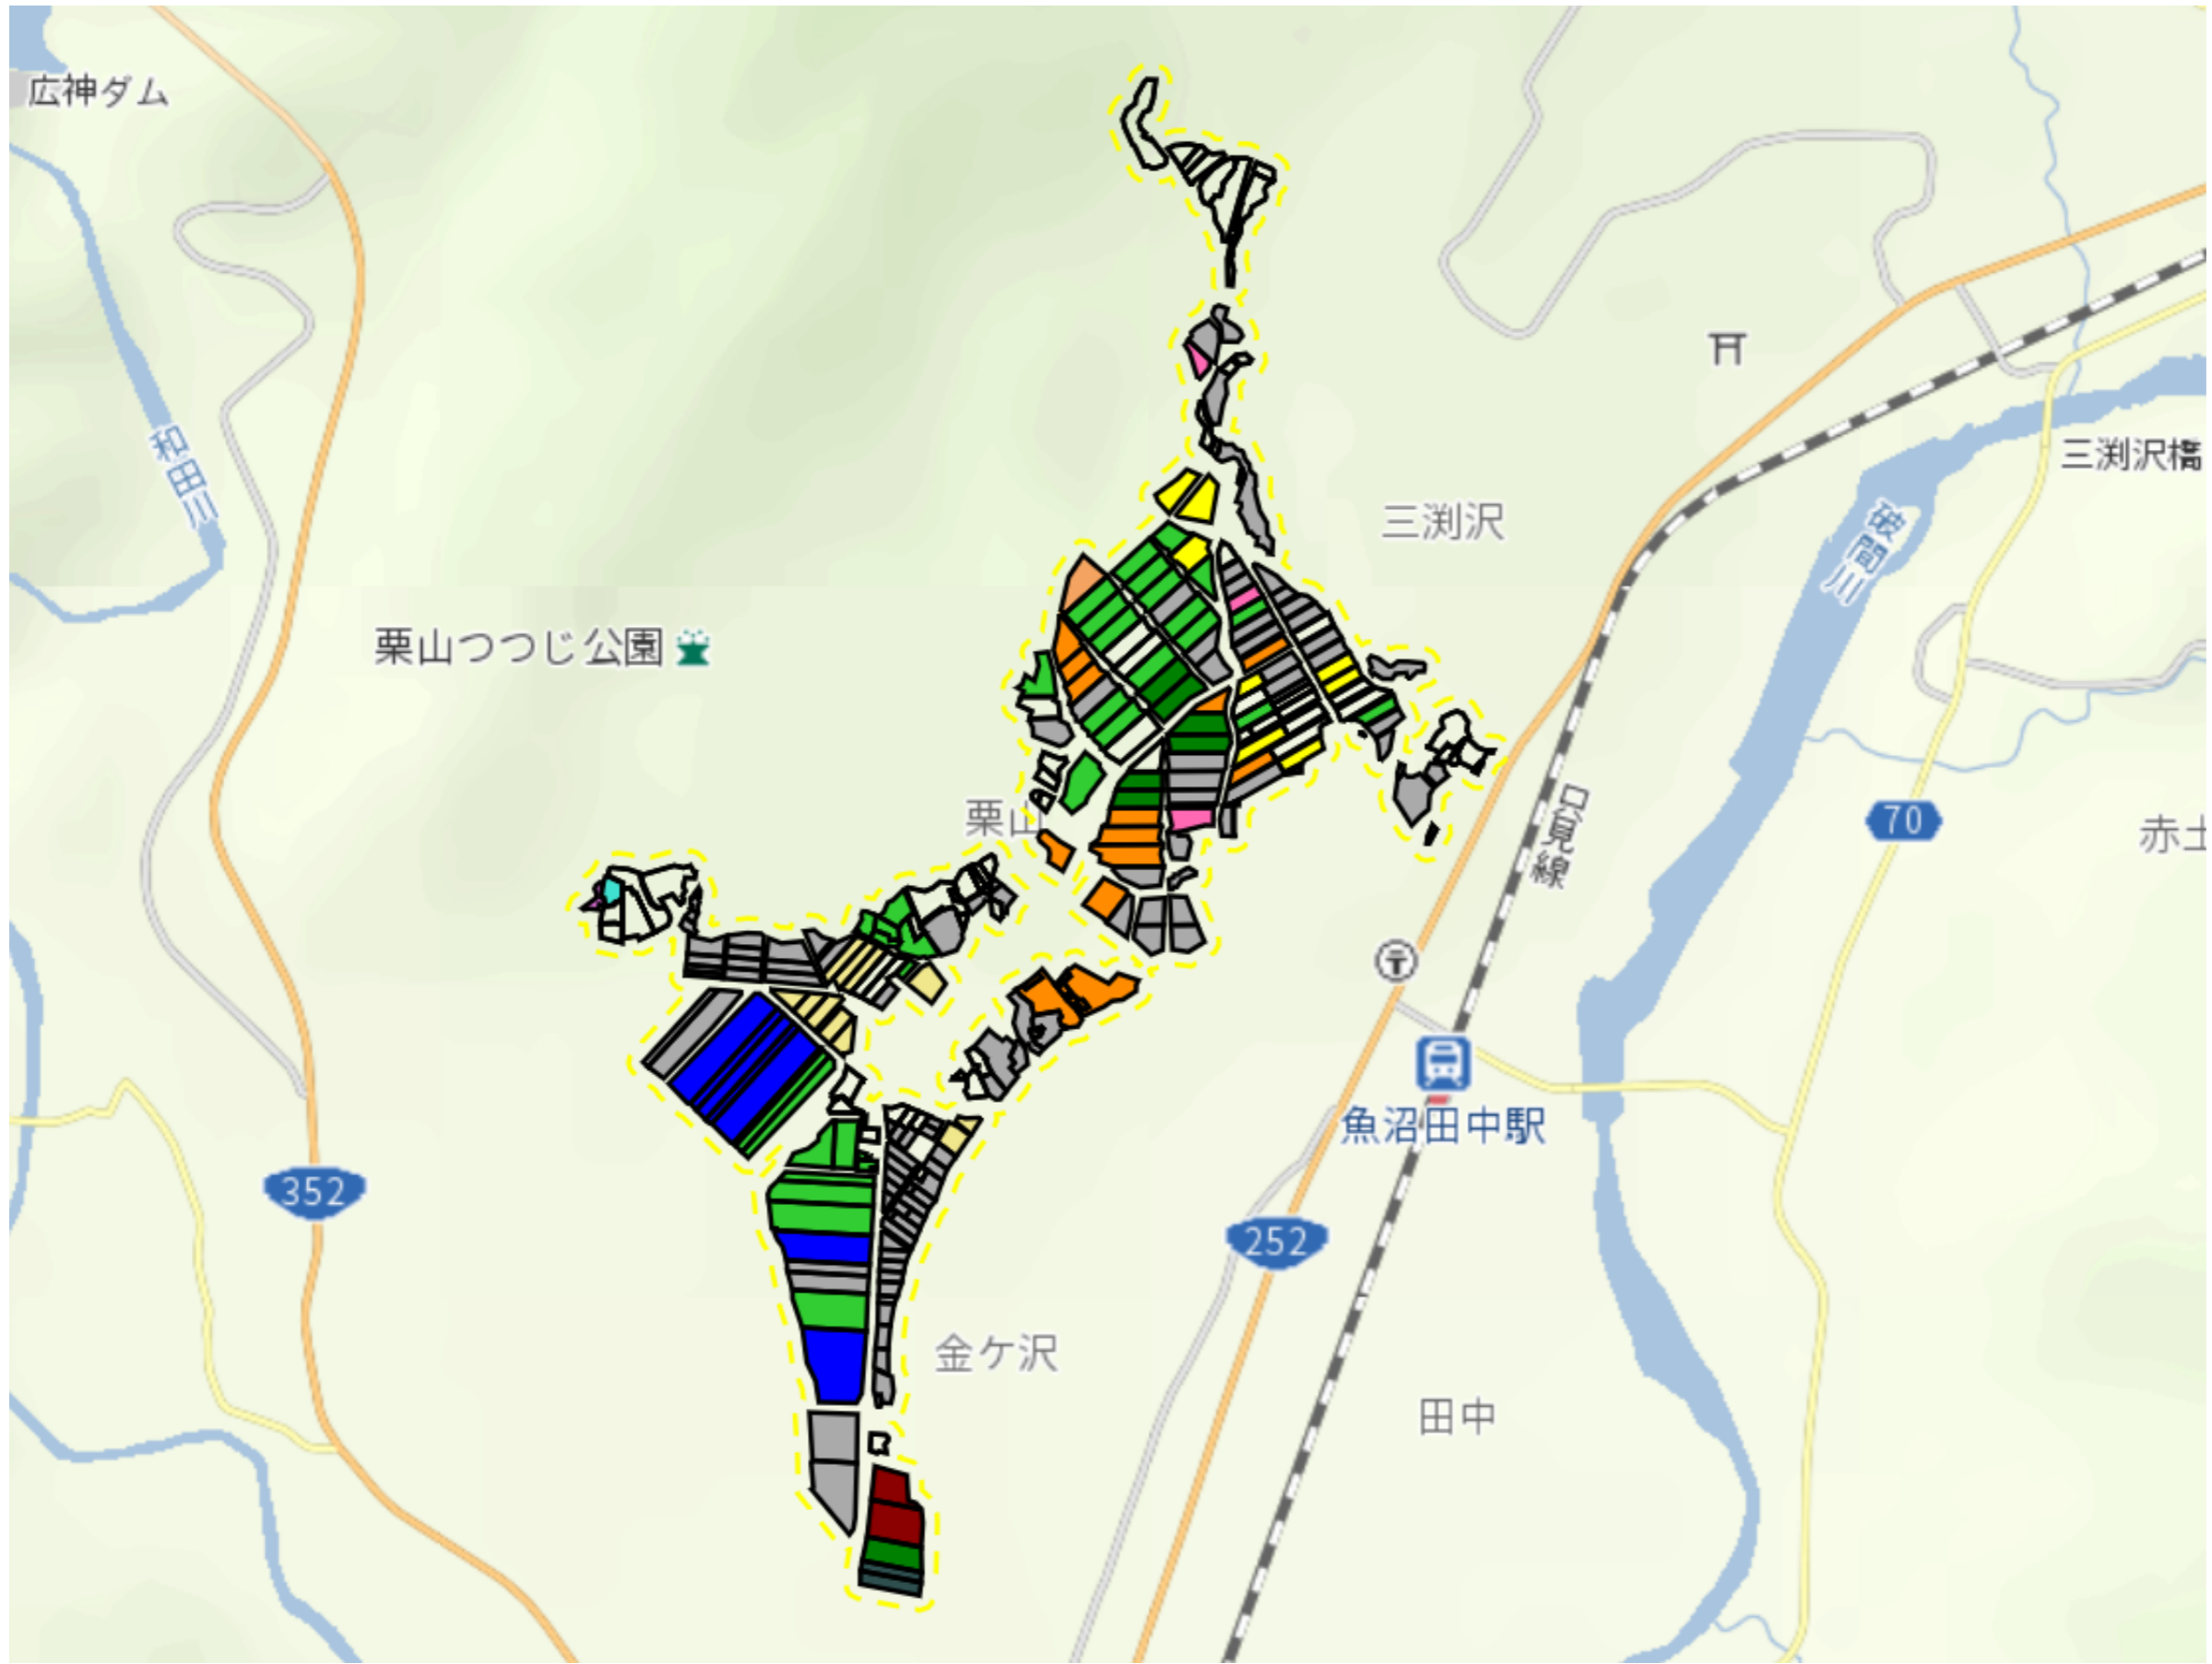 広神ダム
和田川
三渕沢橋
三渕沢
破間川
栗山つつじ公園
70
栗山
赤土
只見線
魚沼田中駅
352
252
金ケ沢
田中